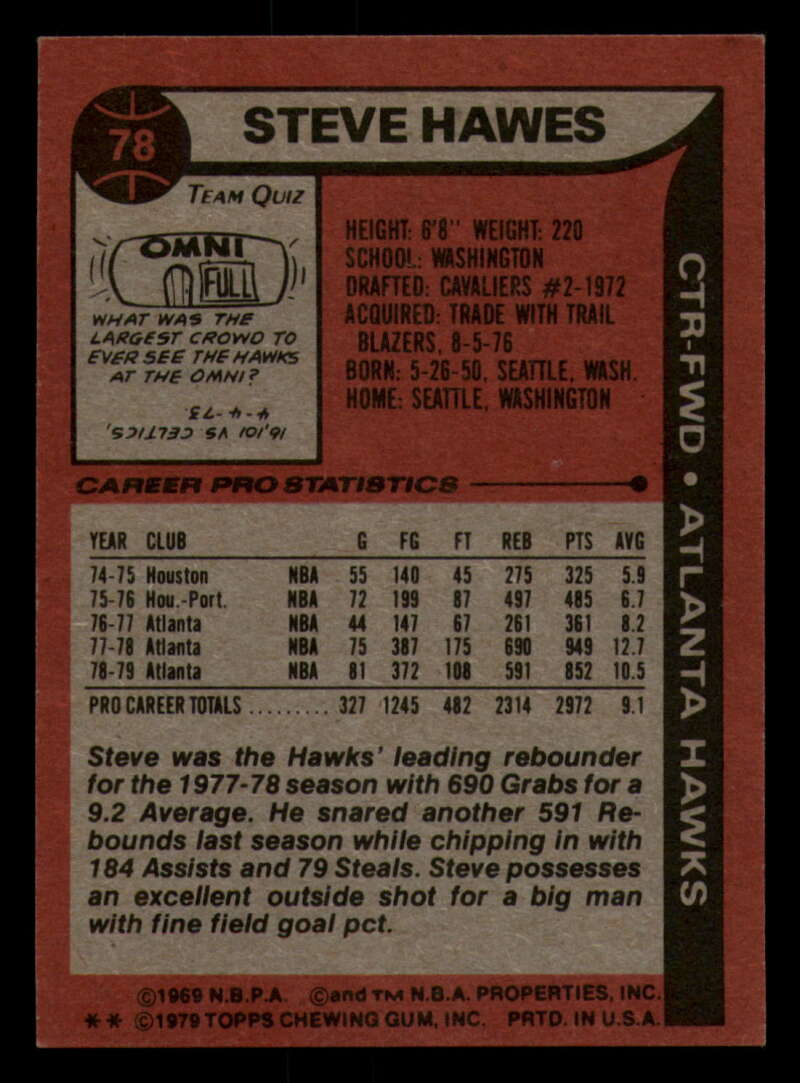 78
STEVE HAWES
TEAM QUIZ
OMNI
FULL
WHAT WAS THE
LARGEST CROWD TO
EVER SEE THE HAWKS
AT THE OMNI?
16,101 VS CELTICS,
4-4-73
HEIGHT: 6'8" WEIGHT: 220
SCHOOL: WASHINGTON
DRAFTED: CAVALIERS #2-1972
ACQUIRED: TRADE WITH TRAIL
BLAZERS, 8-5-76
BORN: 5-26-50, SEATTLE, WASH.
HOME: SEATTLE, WASHINGTON
CTR-FWD • ATLANTA HAWKS
CAREER PRO STATISTICS
YEAR CLUB G FG FT REB PTS AVG
74-75 Houston NBA 55 140 45 275 325 5.9
75-76 Hou.-Port. NBA 72 199 87 497 485 6.7
76-77 Atlanta NBA 44 147 67 261 361 8.2
77-78 Atlanta NBA 75 387 175 690 949 12.7
78-79 Atlanta NBA 81 372 108 591 852 10.5
PRO CAREER TOTALS ......... 327 1245 482 2314 2972 9.1
Steve was the Hawks' leading rebounder
for the 1977-78 season with 690 Grabs for a
9.2 Average. He snared another 591 Re-
bounds last season while chipping in with
184 Assists and 79 Steals. Steve possesses
an excellent outside shot for a big man
with fine field goal pct.
©1969 N.B.P.A. ©and TM N.B.A. PROPERTIES, INC.
** ©1979 TOPPS CHEWING GUM, INC. PRTD. IN U.S.A.